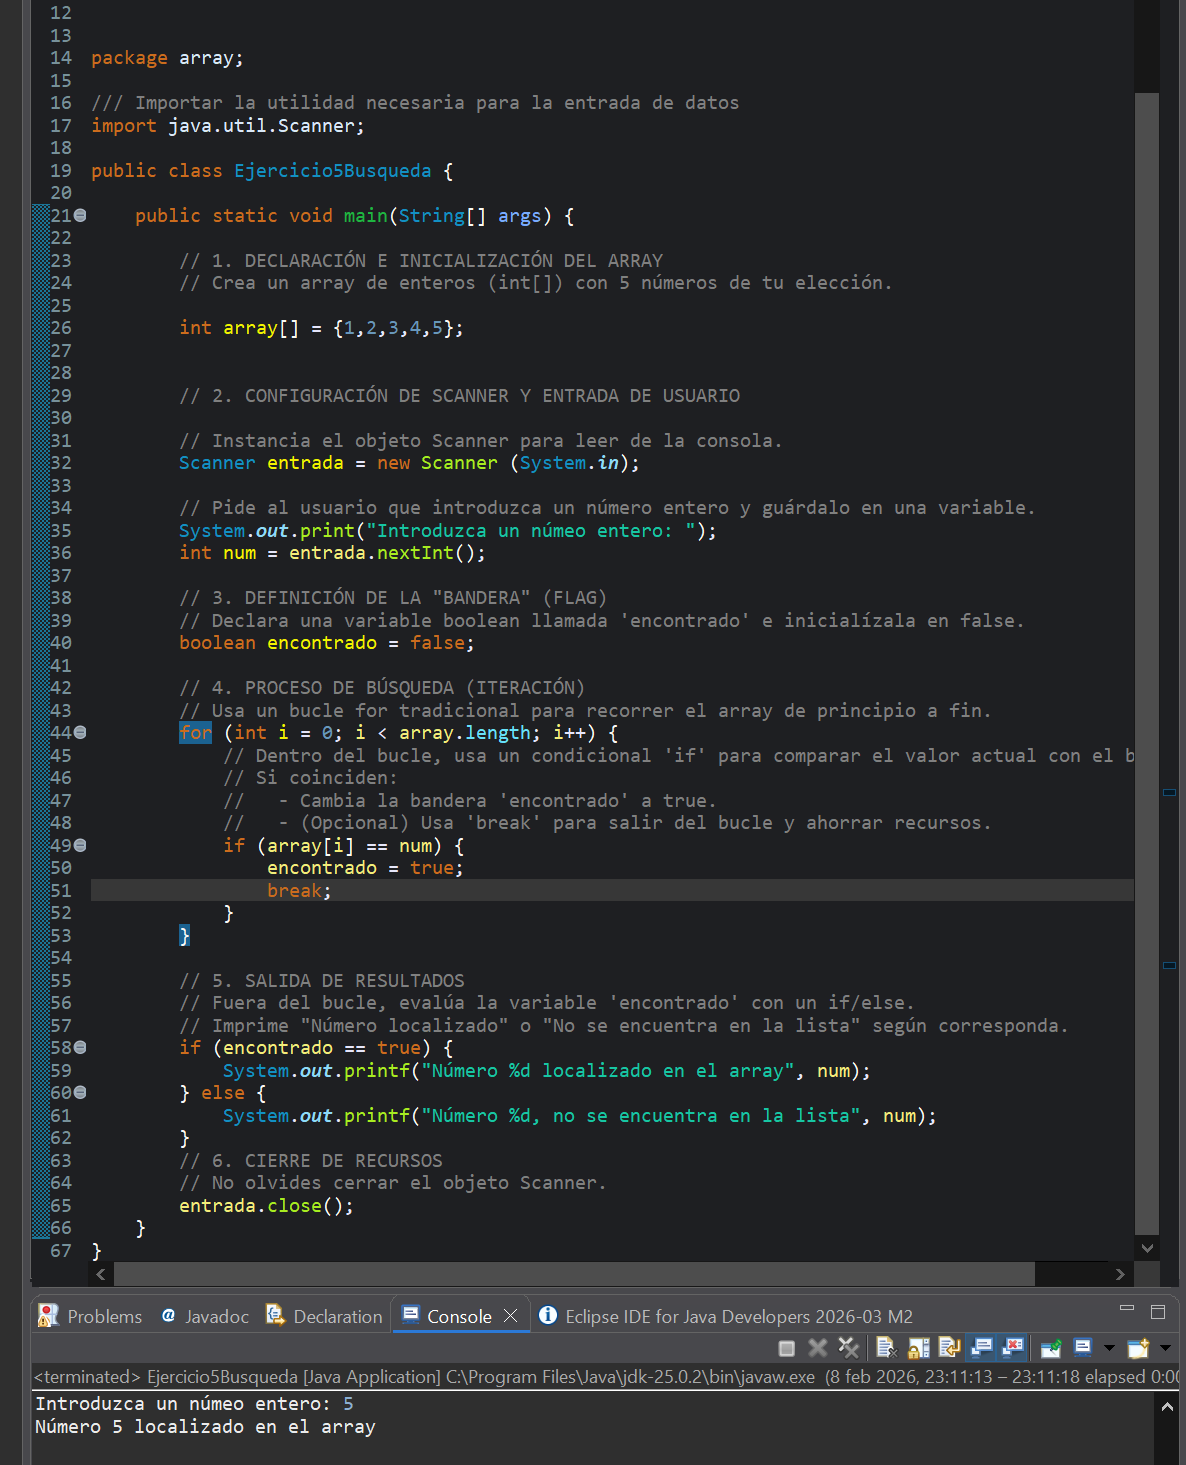 12
13
14 package array;
15
16 /// Importar la utilidad necesaria para la entrada de datos
17 import java.util.Scanner;
18
19 public class Ejercicio5Busqueda {
20
21     public static void main(String[] args) {
22
23         // 1. DECLARACIÓN E INICIALIZACIÓN DEL ARRAY
24         // Crea un array de enteros (int[]) con 5 números de tu elección.
25
26         int array[] = {1,2,3,4,5};
27
28
29         // 2. CONFIGURACIÓN DE SCANNER Y ENTRADA DE USUARIO
30
31         // Instancia el objeto Scanner para leer de la consola.
32         Scanner entrada = new Scanner (System.in);
33
34         // Pide al usuario que introduzca un número entero y guárdalo en una variable.
35         System.out.print("Introduzca un númeo entero: ");
36         int num = entrada.nextInt();
37
38         // 3. DEFINICIÓN DE LA "BANDERA" (FLAG)
39         // Declara una variable boolean llamada 'encontrado' e inicialízala en false.
40         boolean encontrado = false;
41
42         // 4. PROCESO DE BÚSQUEDA (ITERACIÓN)
43         // Usa un bucle for tradicional para recorrer el array de principio a fin.
44         for (int i = 0; i < array.length; i++) {
45             // Dentro del bucle, usa un condicional 'if' para comparar el valor actual con el b
46             // Si coinciden:
47             //   - Cambia la bandera 'encontrado' a true.
48             //   - (Opcional) Usa 'break' para salir del bucle y ahorrar recursos.
49             if (array[i] == num) {
50                 encontrado = true;
51                 break;
52             }
53         }
54
55         // 5. SALIDA DE RESULTADOS
56         // Fuera del bucle, evalúa la variable 'encontrado' con un if/else.
57         // Imprime "Número localizado" o "No se encuentra en la lista" según corresponda.
58         if (encontrado == true) {
59             System.out.printf("Número %d localizado en el array", num);
60         } else {
61             System.out.printf("Número %d, no se encuentra en la lista", num);
62         }
63         // 6. CIERRE DE RECURSOS
64         // No olvides cerrar el objeto Scanner.
65         entrada.close();
66     }
67 }
Problems @ Javadoc Declaration Console Eclipse IDE for Java Developers 2026-03 M2
<terminated> Ejercicio5Busqueda [Java Application] C:\Program Files\Java\jdk-25.0.2\bin\javaw.exe (8 feb 2026, 23:11:13 – 23:11:18 elapsed 0:00
Introduzca un númeo entero: 5
Número 5 localizado en el array